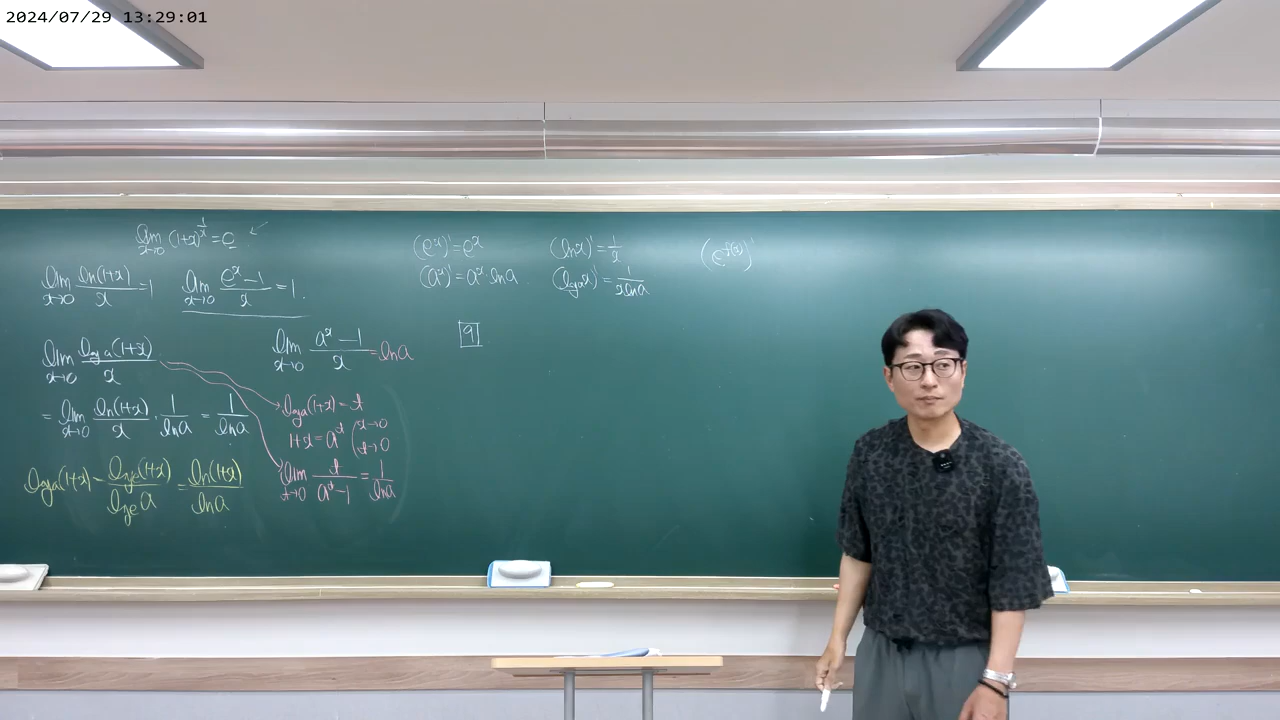 2024/07/29 13:29:01
lim x→0 (1+x)^{1/x} = e
lim x→0 ln(1+x)/x = 1
lim x→0 (e^x − 1)/x = 1.
lim x→0 log_a(1+x)/x
= lim x→0 ln(1+x)/x · 1/ln a = 1/ln a
log_a(1+x) = log_e(1+x)/log_e a = ln(1+x)/ln a
lim x→0 (a^x − 1)/x = ln a
log_a(1+x) = t
1+x = a^t (x→0 t→0
lim t→0 t/(a^t − 1) = 1/ln a
(e^x)' = e^x
(a^x)' = a^x · ln a
(ln x)' = 1/x
(log_a x)' = 1/(x ln a)
(e^{f(x)})'
9